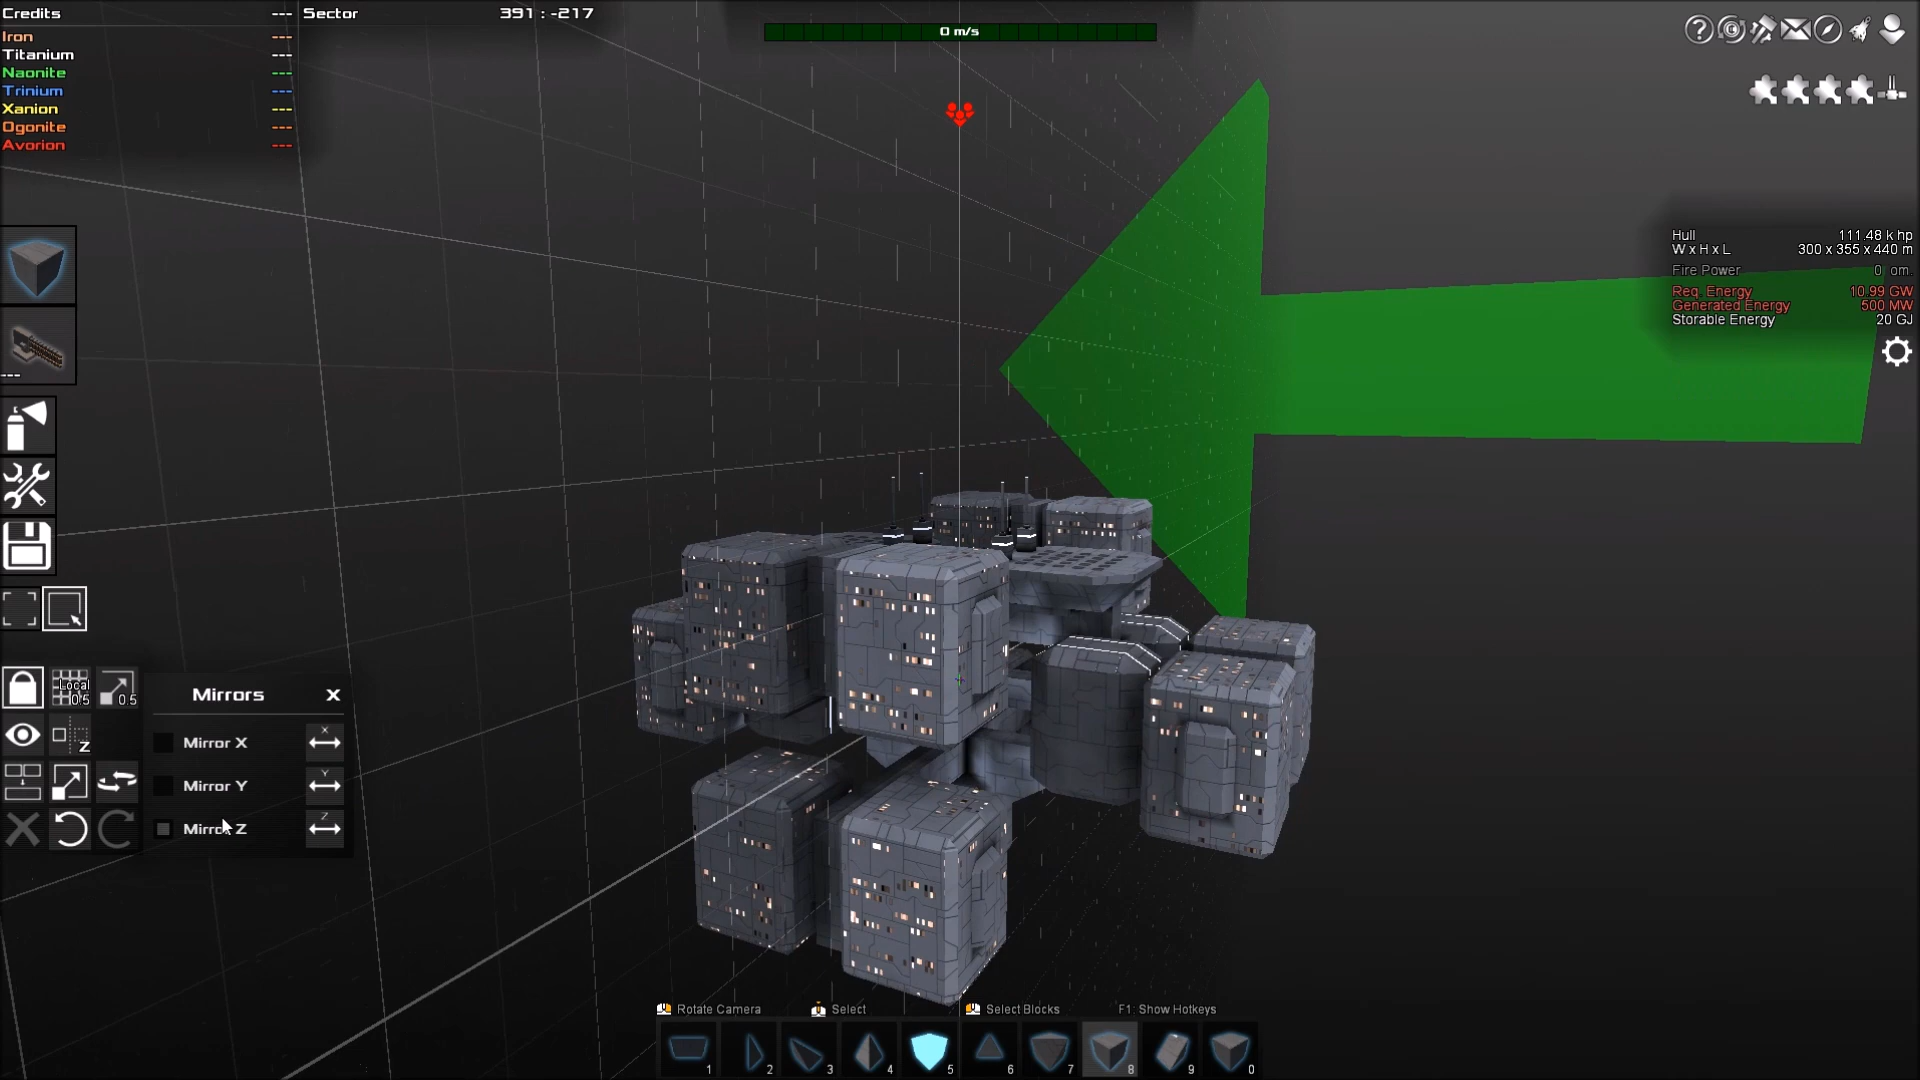 Credits --- Sector 391 : -217
Iron ---
Titanium ---
Naonite ---
Trinium ---
Xanion ---
Ogonite ---
Avorion ---
0 m/s
Hull 111.48 k hp
W x H x L 300 x 355 x 440 m
Fire Power 0 om.
Req. Energy 10.99 GW
Generated Energy 500 MW
Storable Energy 20 GJ
---
Local
0.5
0.5
Z
Mirrors X
Mirror X X
Mirror Y Y
Mirror Z Z
Rotate Camera Select Select Blocks F1: Show Hotkeys
1 2 3 4 5 6 7 8 9 0